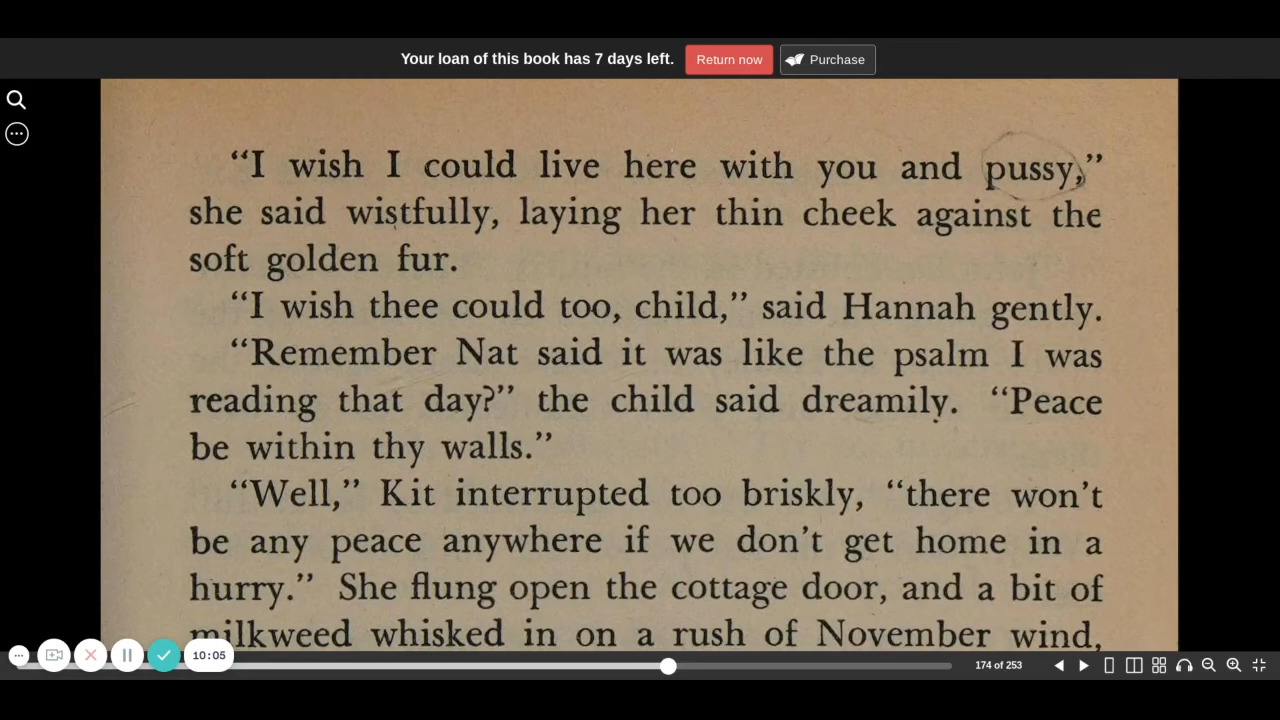 Your loan of this book has 7 days left. Return now Purchase
“I wish I could live here with you and pussy,”
she said wistfully, laying her thin cheek against the
soft golden fur.
“I wish thee could too, child,” said Hannah gently.
“Remember Nat said it was like the psalm I was
reading that day?” the child said dreamily. “Peace
be within thy walls.”
“Well,” Kit interrupted too briskly, “there won’t
be any peace anywhere if we don’t get home in a
hurry.” She flung open the cottage door, and a bit of
milkweed whisked in on a rush of November wind,
10:05
174 of 253